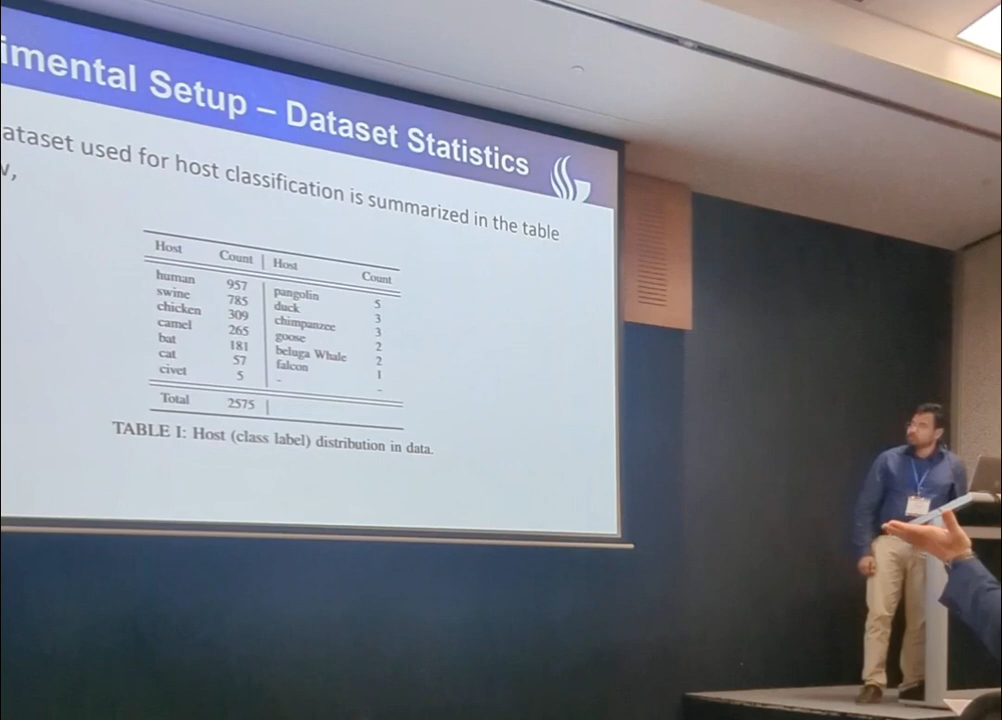 imental Setup – Dataset Statistics
ataset used for host classification is summarized in the table
w,
Host Count | Host Count
human 957 pangolin 5
swine 785 duck 3
chicken 309 chimpanzee 3
camel 265 goose 2
bat 181 beluga Whale 2
cat 57 falcon 1
civet 5 - -
Total 2575 |
TABLE I: Host (class label) distribution in data.